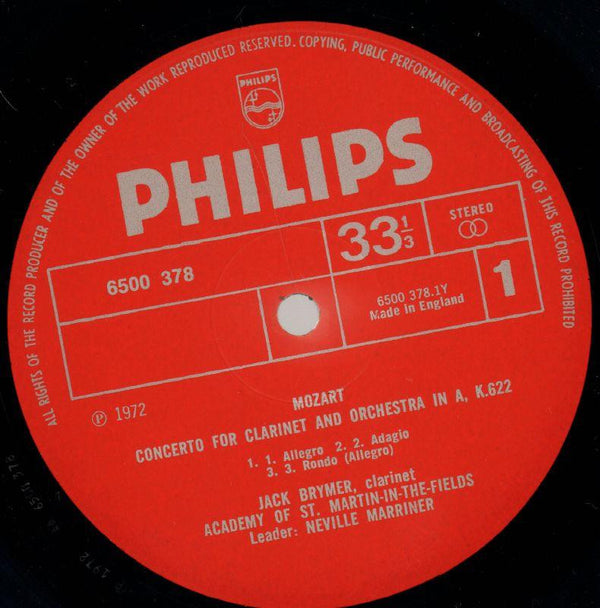 ALL RIGHTS OF THE RECORD PRODUCER AND OF THE OWNER OF THE WORK REPRODUCED RESERVED. COPYING, PUBLIC PERFORMANCE AND BROADCASTING OF THIS RECORD PROHIBITED
PHILIPS
PHILIPS
6500 378
33 1/3
STEREO
6500 378.1Y
Made in England
1
℗ 1972
MOZART
CONCERTO FOR CLARINET AND ORCHESTRA IN A, K.622
1. 1. Allegro 2. 2. Adagio
3. 3. Rondo (Allegro)
JACK BRYMER, clarinet
ACADEMY OF ST. MARTIN-IN-THE-FIELDS
Leader: NEVILLE MARRINER